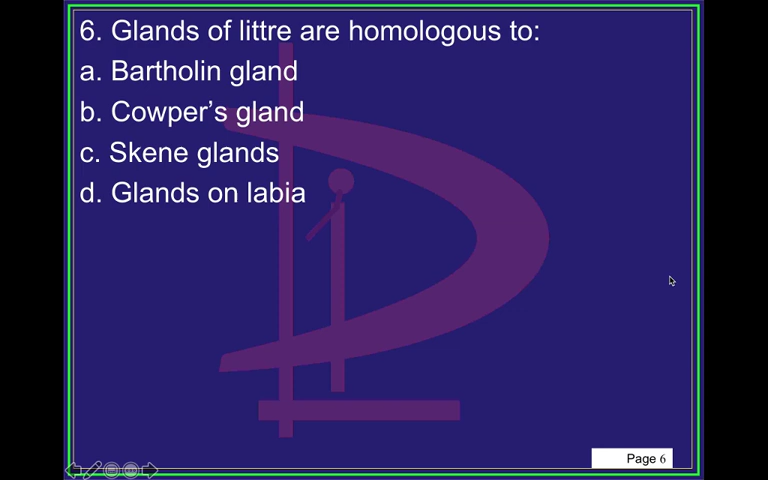 6. Glands of littre are homologous to:
a. Bartholin gland
b. Cowper’s gland
c. Skene glands
d. Glands on labia
Page 6